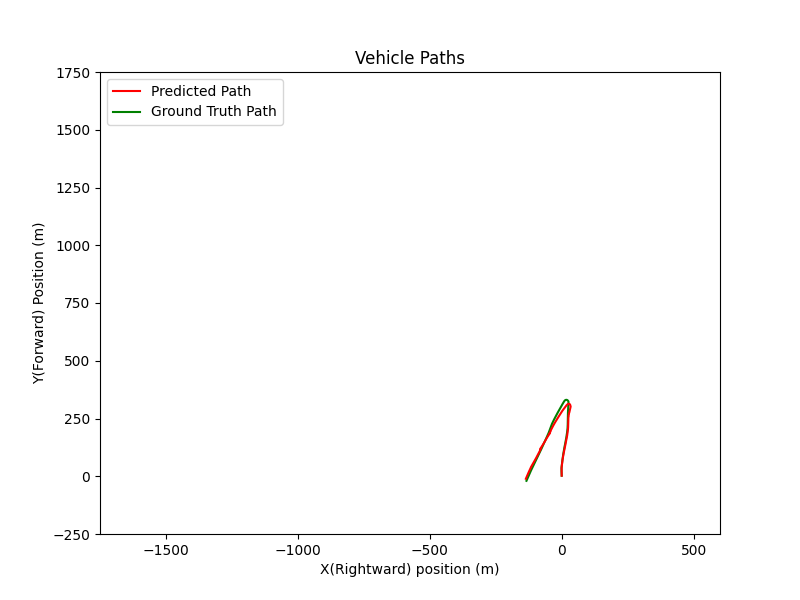 Vehicle Paths
Predicted Path
Ground Truth Path
1750
1500
1250
1000
750
500
250
0
−250
Y(Forward) Position (m)
−1500
−1000
−500
0
500
X(Rightward) position (m)